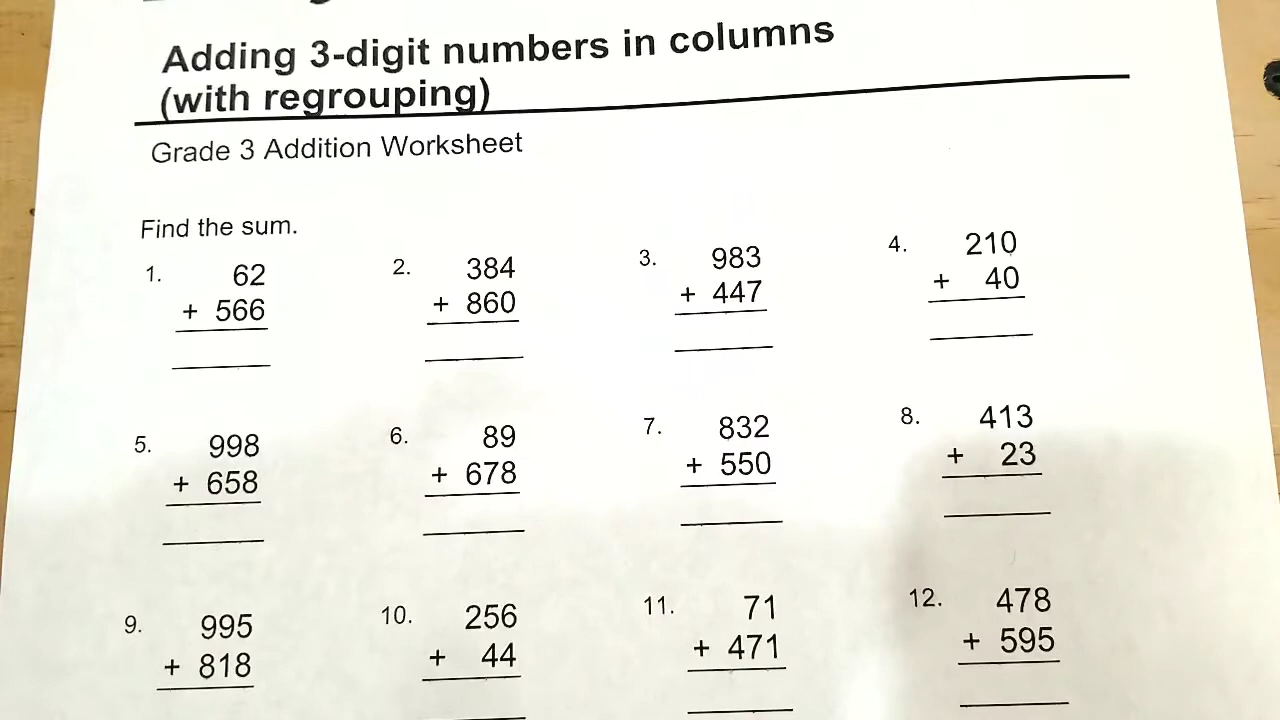 Adding 3-digit numbers in columns
(with regrouping)
Grade 3 Addition Worksheet
Find the sum.
1. 62 2. 384 3. 983 4. 210
+ 566 + 860 + 447 + 40
5. 998 6. 89 7. 832 8. 413
+ 658 + 678 + 550 + 23
9. 995 10. 256 11. 71 12. 478
+ 818 + 44 + 471 + 595